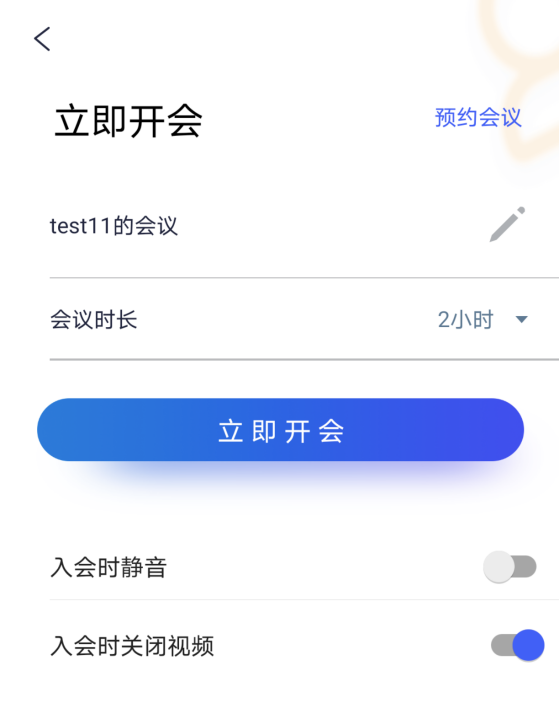 立即开会
预约会议
test11的会议
会议时长
2小时
立即开会
入会时静音
入会时关闭视频